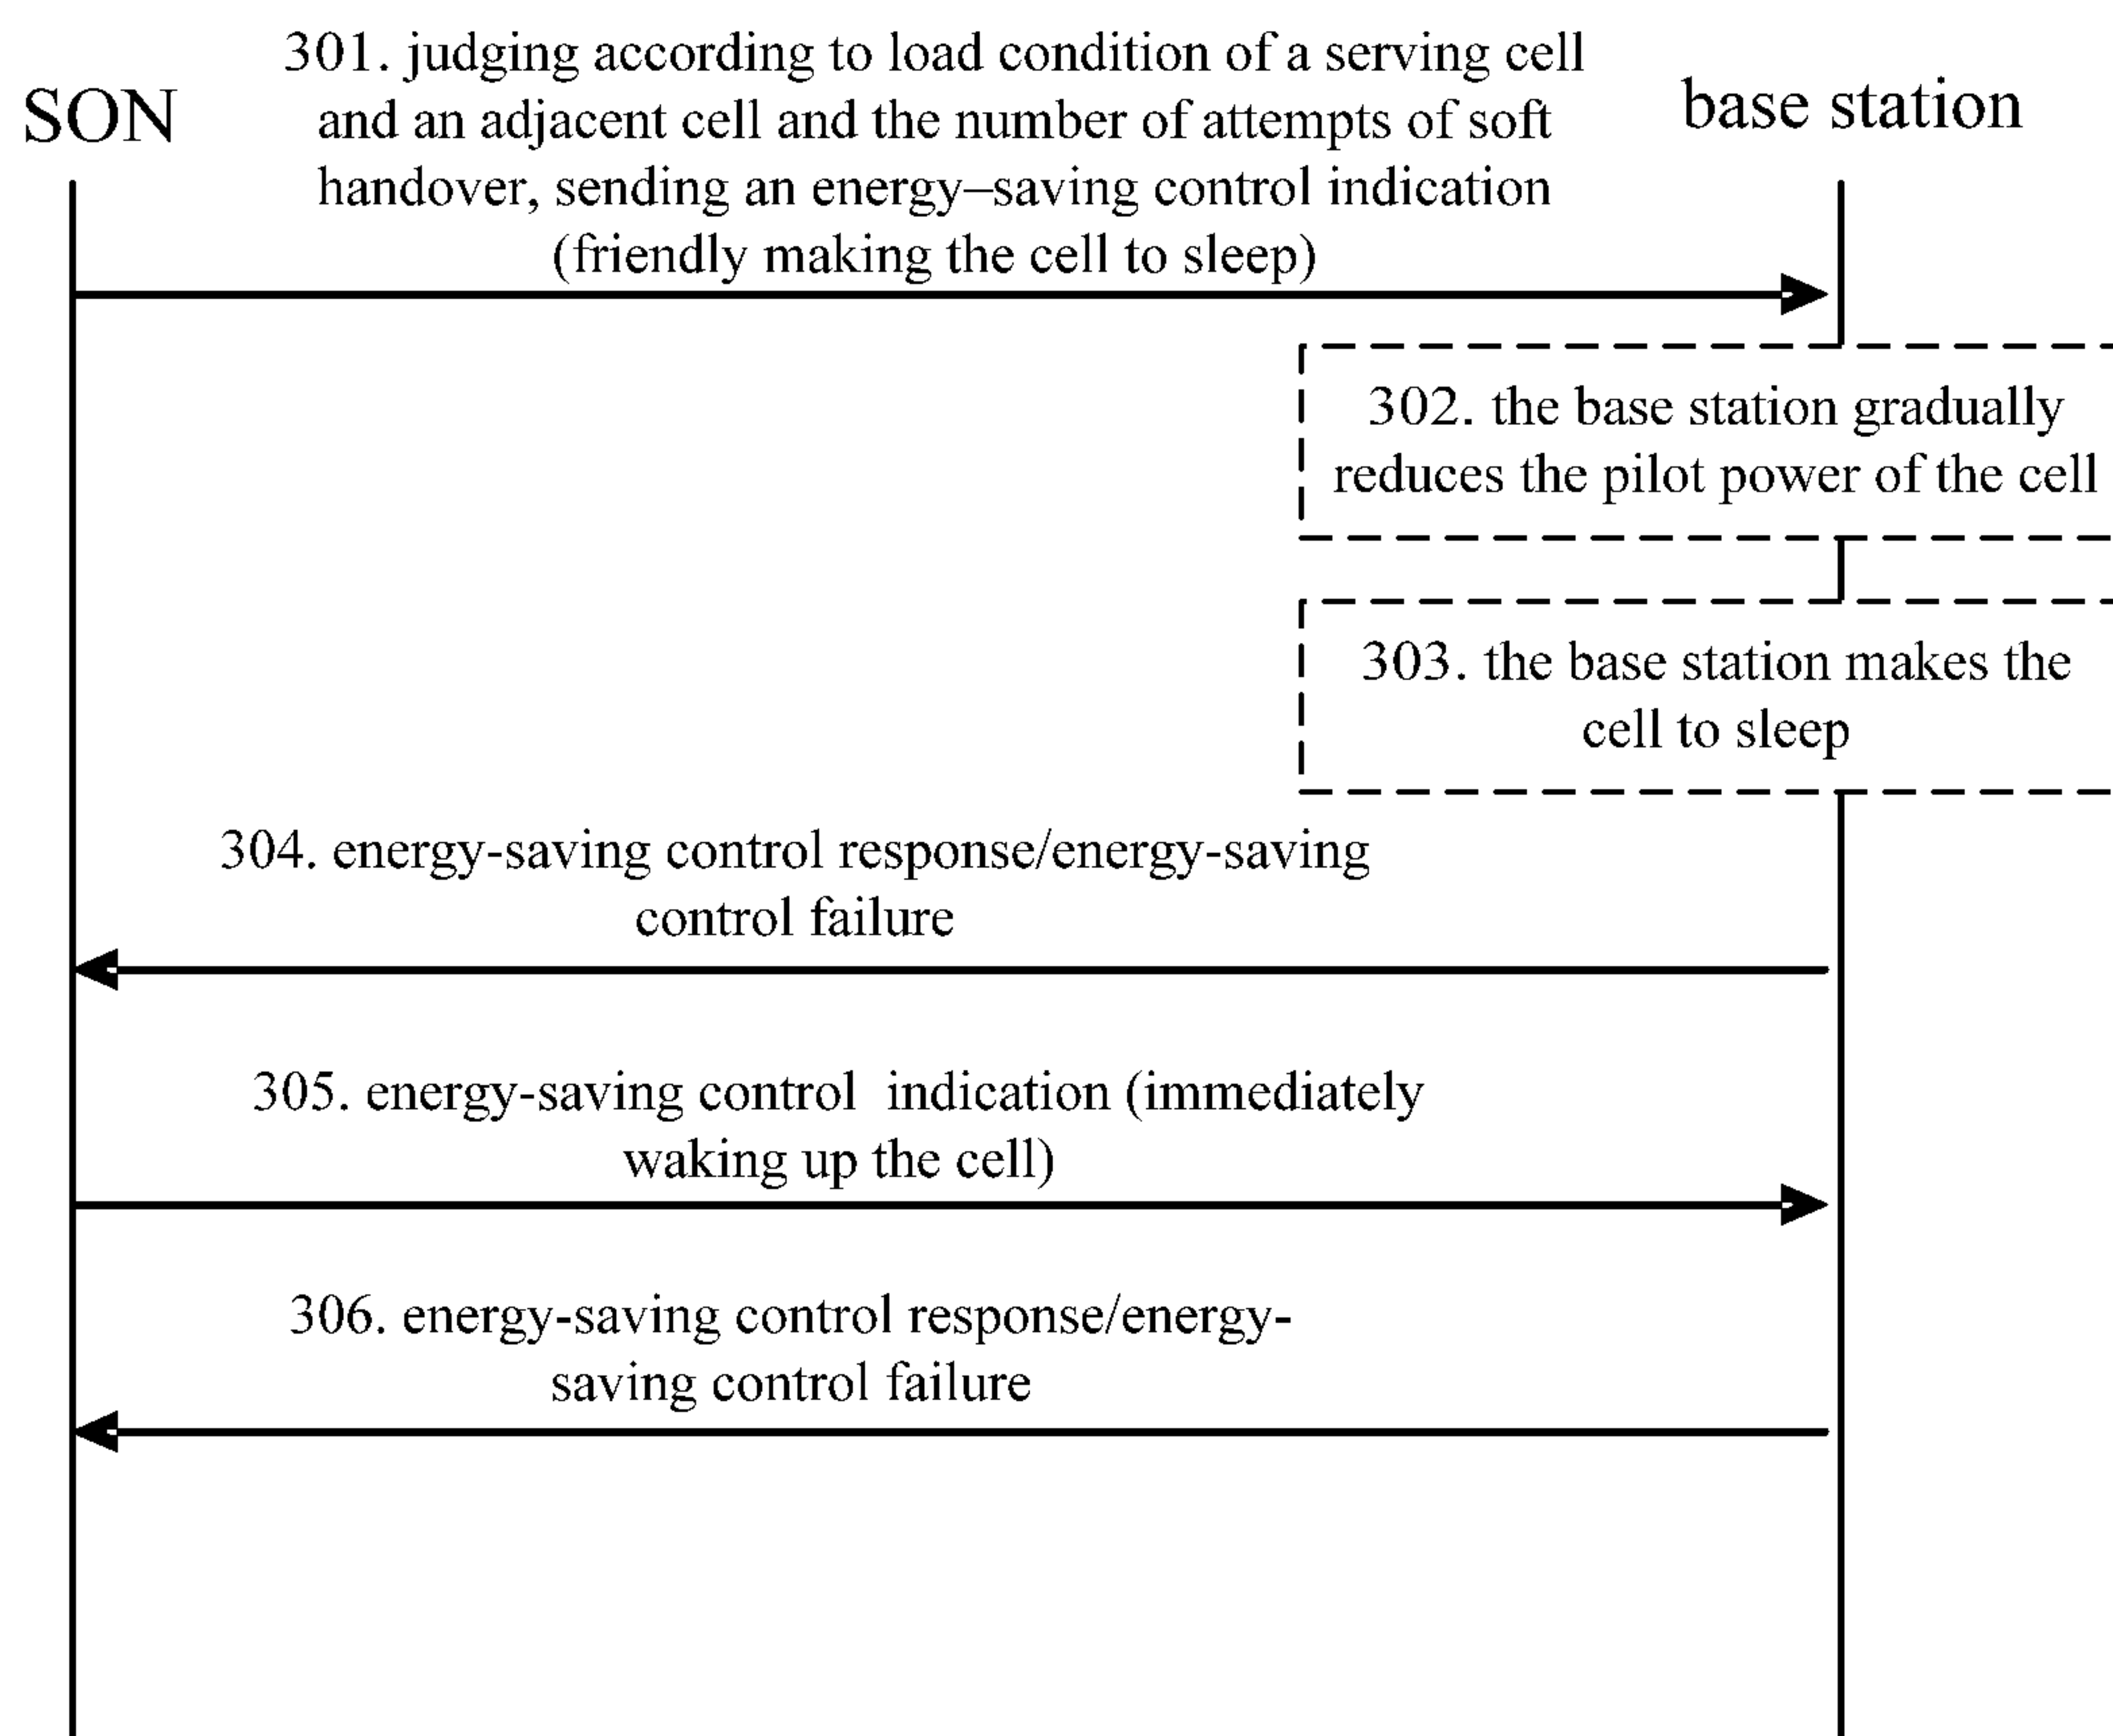 SON
301. judging according to load condition of a serving cell
and an adjacent cell and the number of attempts of soft
handover, sending an energy–saving control indication
(friendly making the cell to sleep)
base station
302. the base station gradually
reduces the pilot power of the cell
303. the base station makes the
cell to sleep
304. energy-saving control response/energy-saving
control failure
305. energy-saving control indication (immediately
waking up the cell)
306. energy-saving control response/energy-
saving control failure